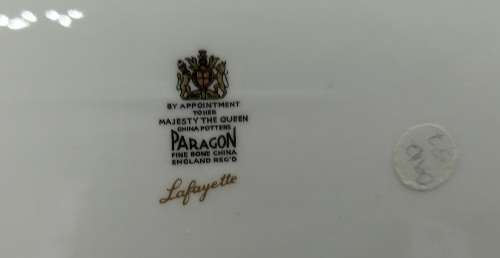 BY APPOINTMENT
TO HER
MAJESTY THE QUEEN
CHINA POTTERS
PARAGON
FINE BONE CHINA
ENGLAND REG'D
Lafayette